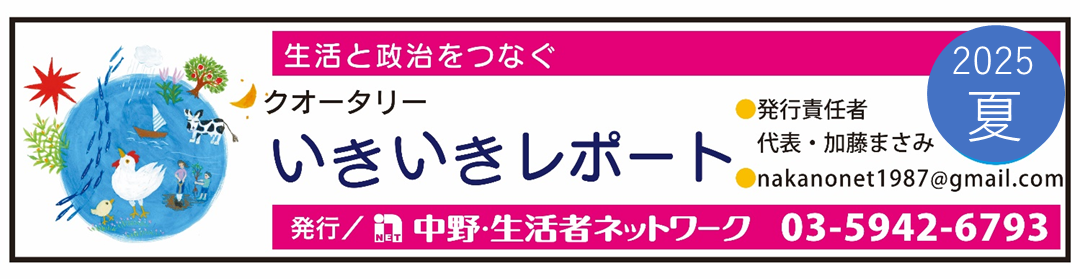 生活と政治をつなぐ
2025
夏
クオータリー
いきいきレポート
●発行責任者
代表・加藤まさみ
●nakanonet1987@gmail.com
発行／ NET 中野・生活者ネットワーク 03-5942-6793